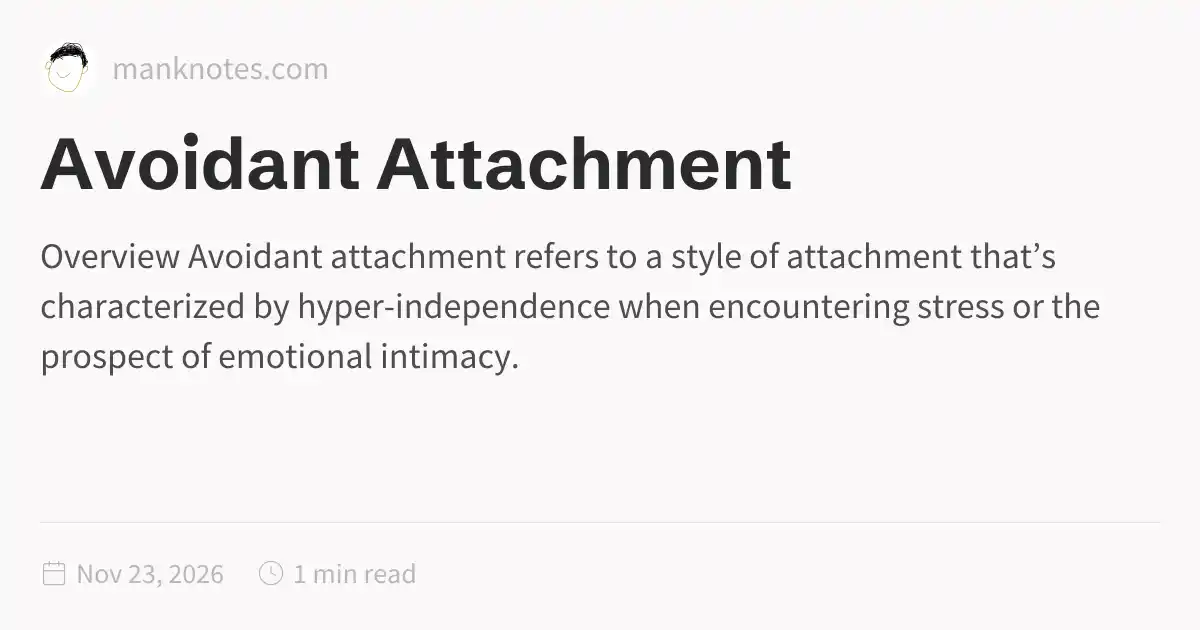 manknotes.com
Avoidant Attachment
Overview Avoidant attachment refers to a style of attachment that’s
characterized by hyper-independence when encountering stress or the
prospect of emotional intimacy.
Nov 23, 2026 1 min read